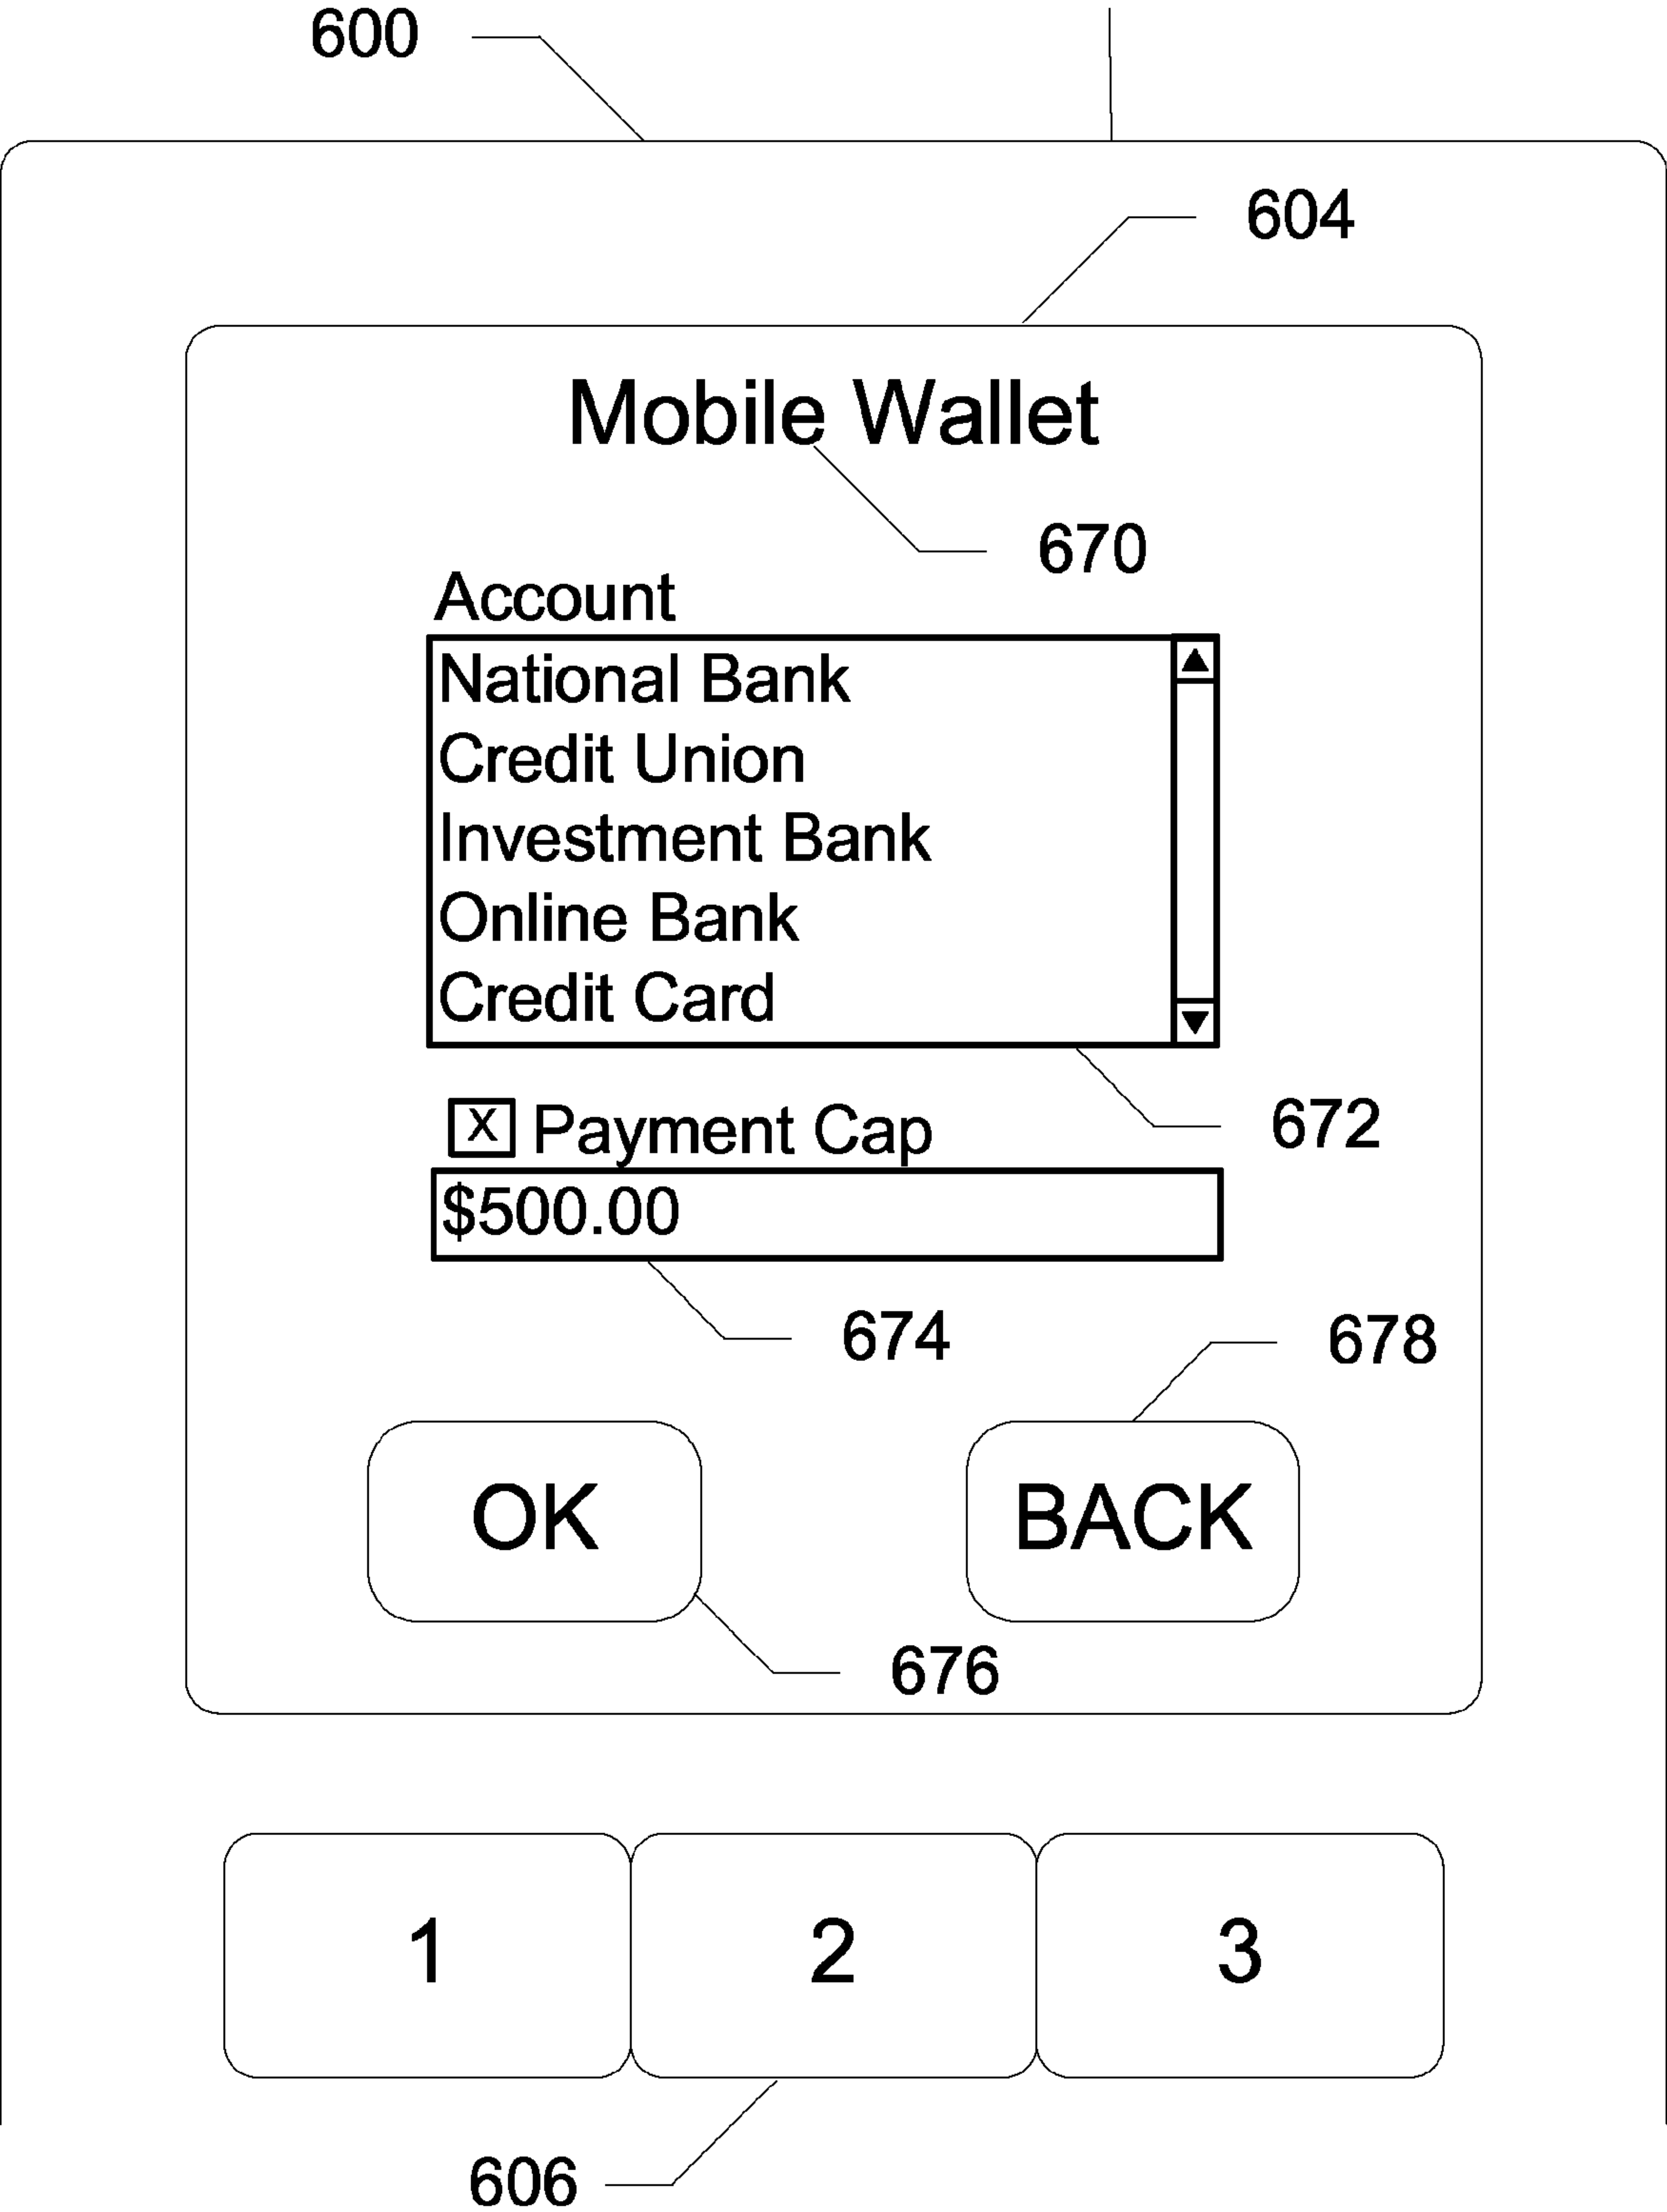 600
604
Mobile Wallet
670
Account
National Bank
Credit Union
Investment Bank
Online Bank
Credit Card
672
X Payment Cap
$500.00
674
678
OK BACK
676
1 2 3
606